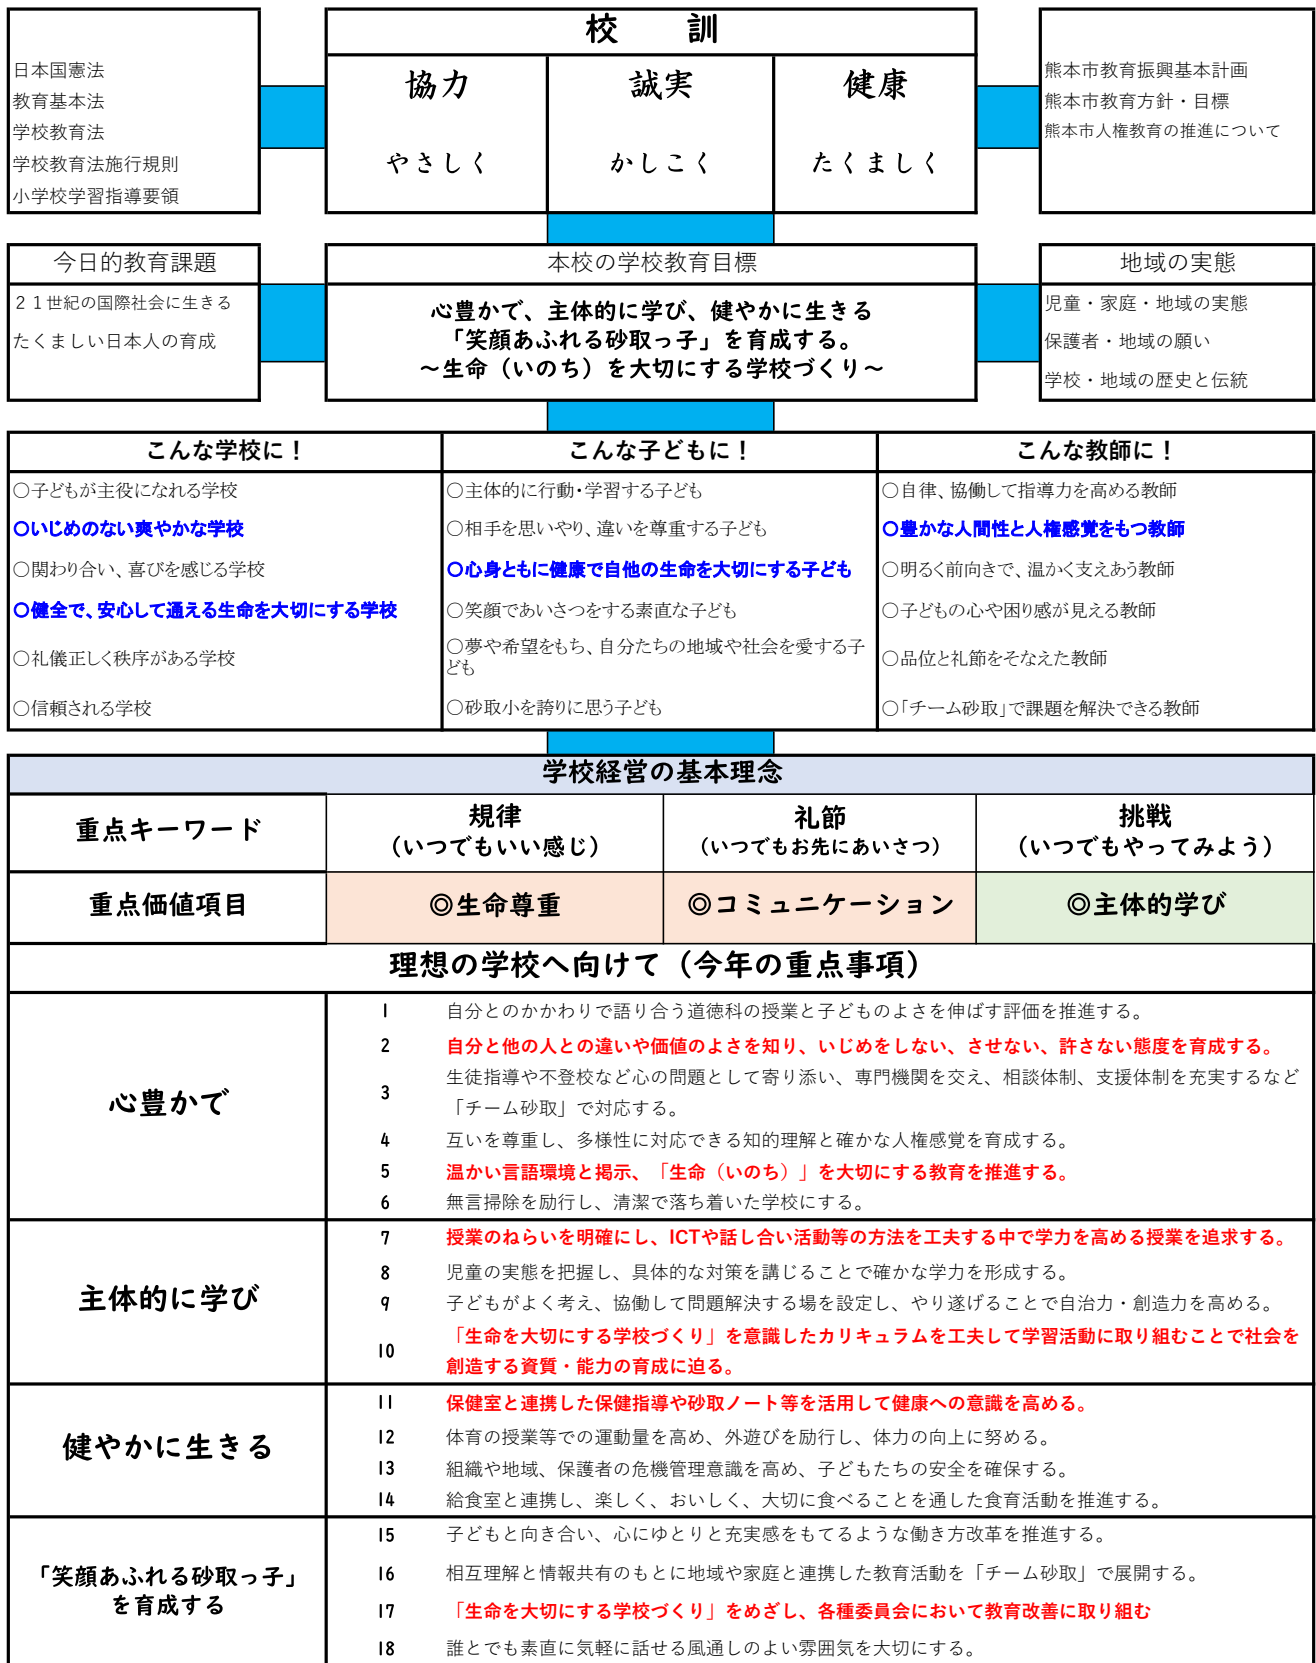 校　訓
日本国憲法
教育基本法
学校教育法
学校教育法施行規則
小学校学習指導要領
協力
やさしく
誠実
かしこく
健康
たくましく
熊本市教育振興基本計画
熊本市教育方針・目標
熊本市人権教育の推進について
今日的教育課題
２１世紀の国際社会に生きる
たくましい日本人の育成
本校の学校教育目標
心豊かで、主体的に学び、健やかに生きる
「笑顔あふれる砂取っ子」を育成する。
～生命（いのち）を大切にする学校づくり～
地域の実態
児童・家庭・地域の実態
保護者・地域の願い
学校・地域の歴史と伝統
こんな学校に！
○子どもが主役になれる学校
○いじめのない爽やかな学校
○関わり合い、喜びを感じる学校
○健全で、安心して通える生命を大切にする学校
○礼儀正しく秩序がある学校
○信頼される学校
こんな子どもに！
○主体的に行動・学習する子ども
○相手を思いやり、違いを尊重する子ども
○心身ともに健康で自他の生命を大切にする子ども
○笑顔であいさつをする素直な子ども
○夢や希望をもち、自分たちの地域や社会を愛する子
ども
○砂取小を誇りに思う子ども
こんな教師に！
○自律、協働して指導力を高める教師
○豊かな人間性と人権感覚をもつ教師
○明るく前向きで、温かく支えあう教師
○子どもの心や困り感が見える教師
○品位と礼節をそなえた教師
○「チーム砂取」で課題を解決できる教師
学校経営の基本理念
重点キーワード
規律
（いつでもいい感じ）
礼節
（いつでもお先にあいさつ）
挑戦
（いつでもやってみよう）
重点価値項目
◎生命尊重
◎コミュニケーション
◎主体的学び
理想の学校へ向けて（今年の重点事項）
心豊かで
1 自分とのかかわりで語り合う道徳科の授業と子どものよさを伸ばす評価を推進する。
2 自分と他の人との違いや価値のよさを知り、いじめをしない、させない、許さない態度を育成する。
3 生徒指導や不登校など心の問題として寄り添い、専門機関を交え、相談体制、支援体制を充実するなど
「チーム砂取」で対応する。
4 互いを尊重し、多様性に対応できる知的理解と確かな人権感覚を育成する。
5 温かい言語環境と掲示、「生命（いのち）」を大切にする教育を推進する。
6 無言掃除を励行し、清潔で落ち着いた学校にする。
主体的に学び
7 授業のねらいを明確にし、ICTや話し合い活動等の方法を工夫する中で学力を高める授業を追求する。
8 児童の実態を把握し、具体的な対策を講じることで確かな学力を形成する。
9 子どもがよく考え、協働して問題解決する場を設定し、やり遂げることで自治力・創造力を高める。
10 「生命を大切にする学校づくり」を意識したカリキュラムを工夫して学習活動に取り組むことで社会を
創造する資質・能力の育成に迫る。
健やかに生きる
11 保健室と連携した保健指導や砂取ノート等を活用して健康への意識を高める。
12 体育の授業等での運動量を高め、外遊びを励行し、体力の向上に努める。
13 組織や地域、保護者の危機管理意識を高め、子どもたちの安全を確保する。
14 給食室と連携し、楽しく、おいしく、大切に食べることを通した食育活動を推進する。
「笑顔あふれる砂取っ子」
を育成する
15 子どもと向き合い、心にゆとりと充実感をもてるような働き方改革を推進する。
16 相互理解と情報共有のもとに地域や家庭と連携した教育活動を「チーム砂取」で展開する。
17 「生命を大切にする学校づくり」をめざし、各種委員会において教育改善に取り組む
18 誰とでも素直に気軽に話せる風通しのよい雰囲気を大切にする。